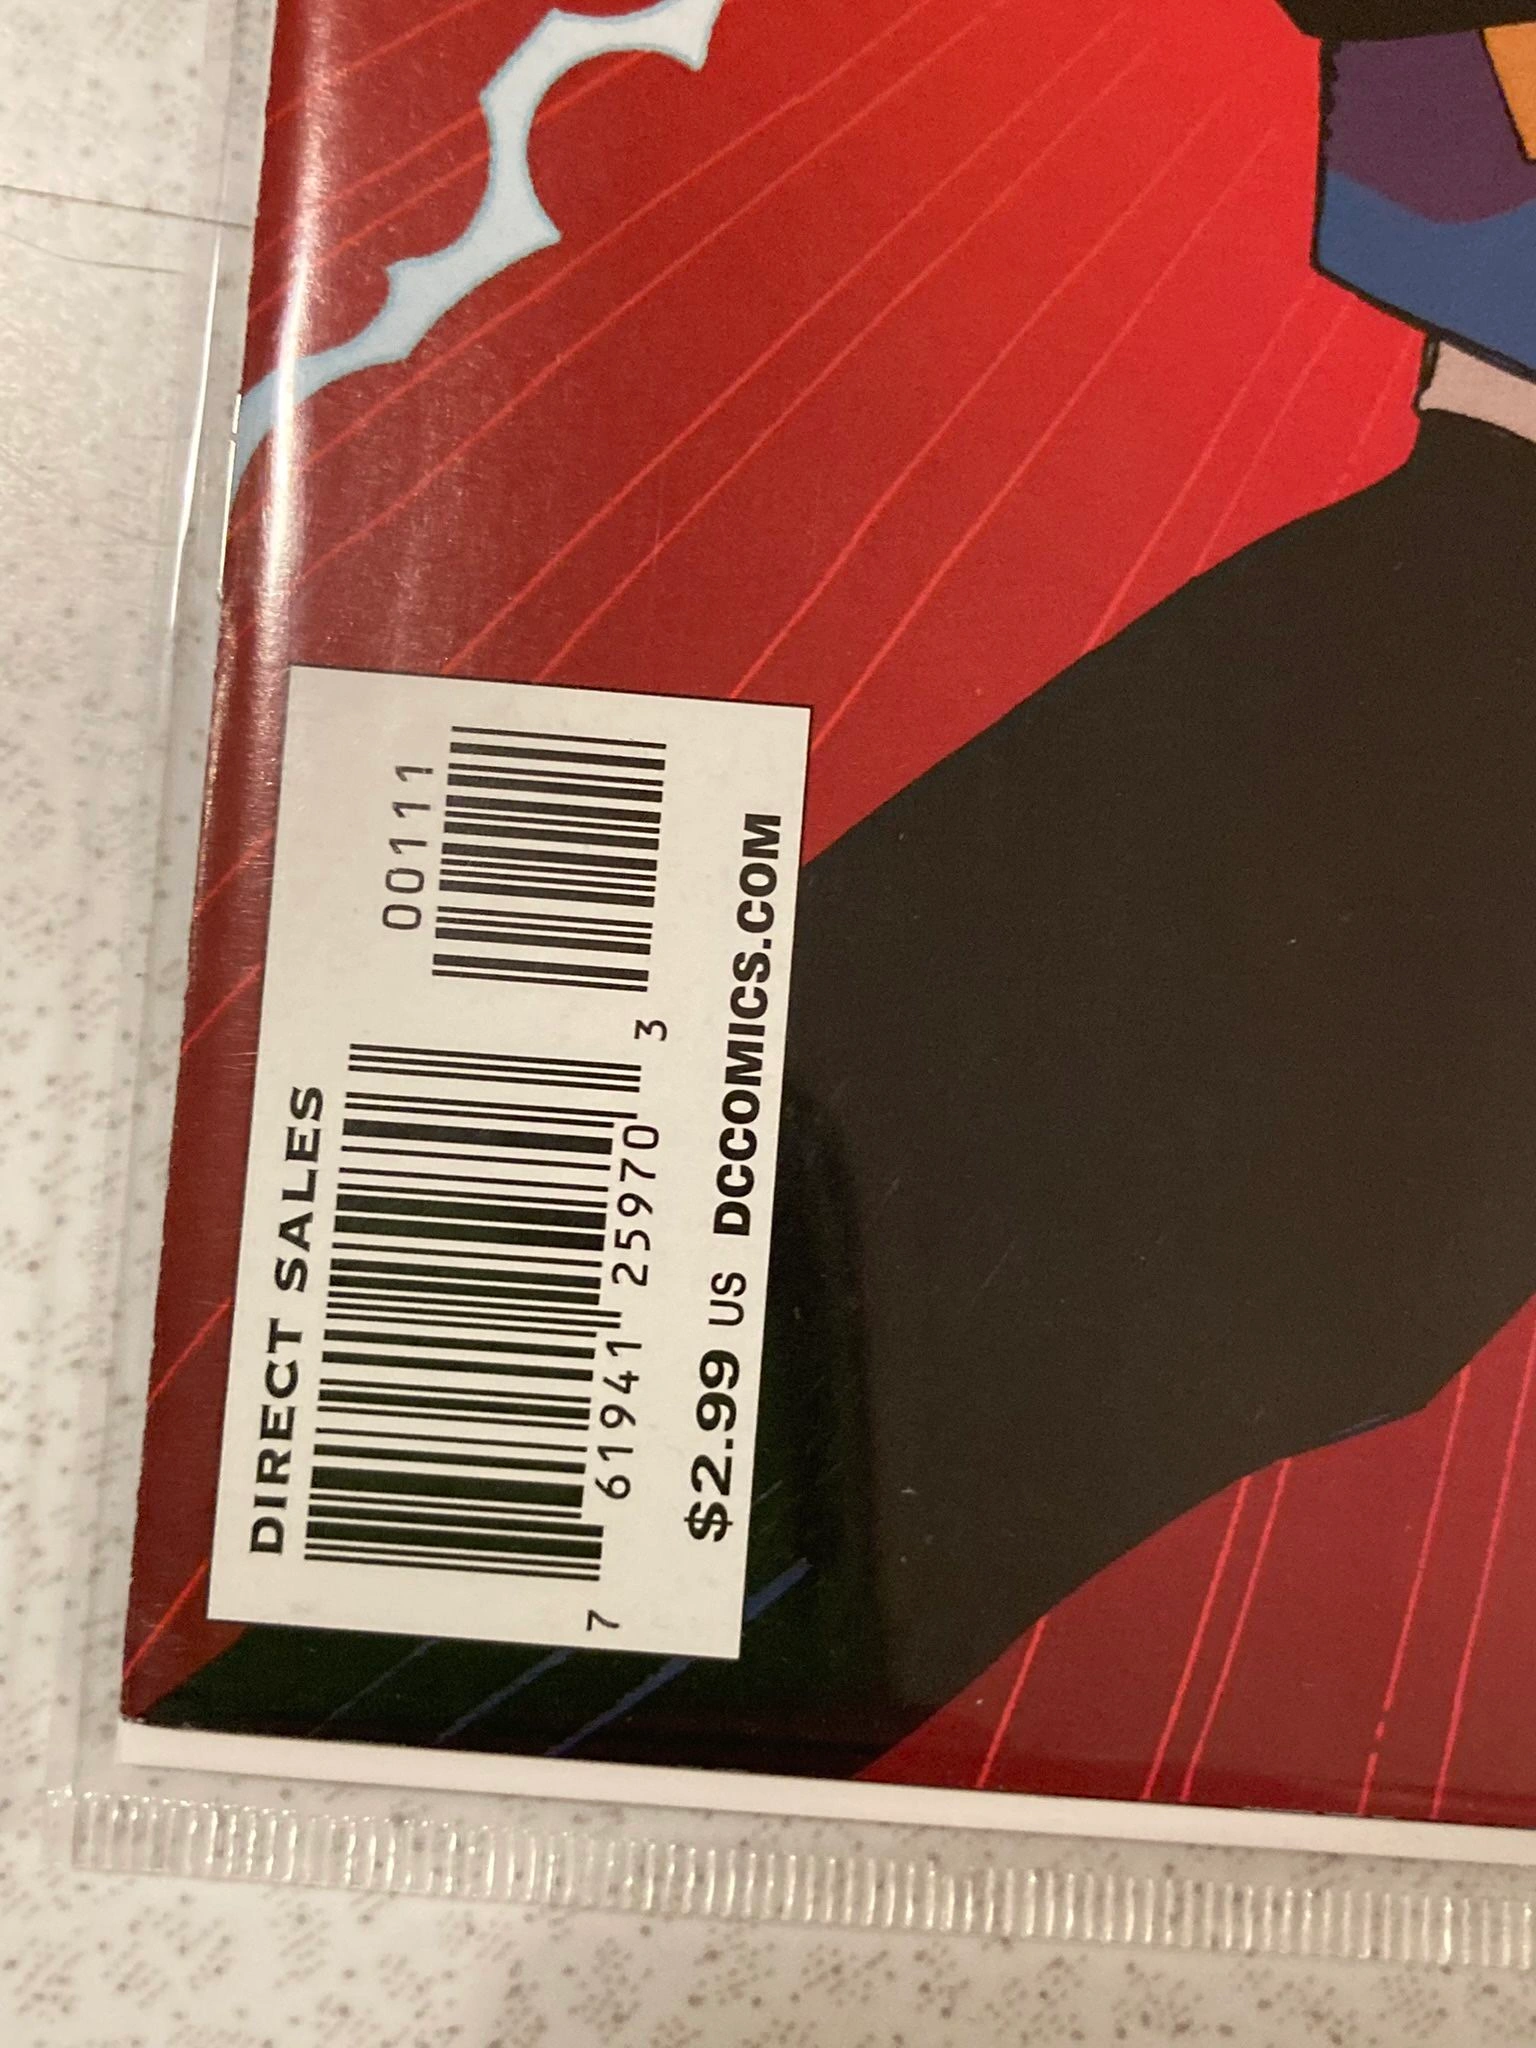 DIRECT SALES
00111
7 61941 25970 3
$2.99 US DCCOMICS.COM